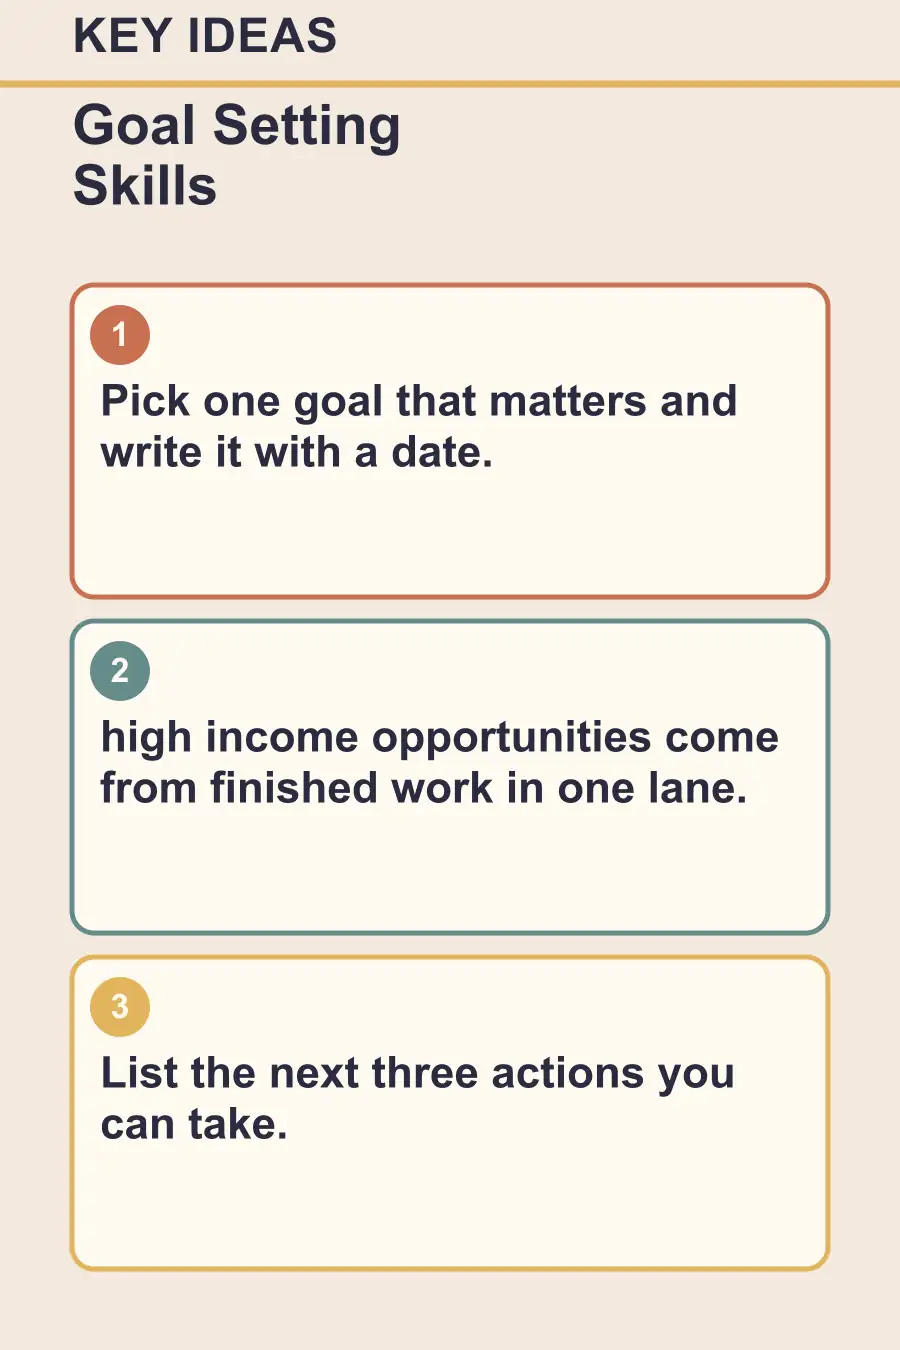 KEY IDEAS
Goal Setting
Skills
1
Pick one goal that matters and
write it with a date.
2
high income opportunities come
from finished work in one lane.
3
List the next three actions you
can take.